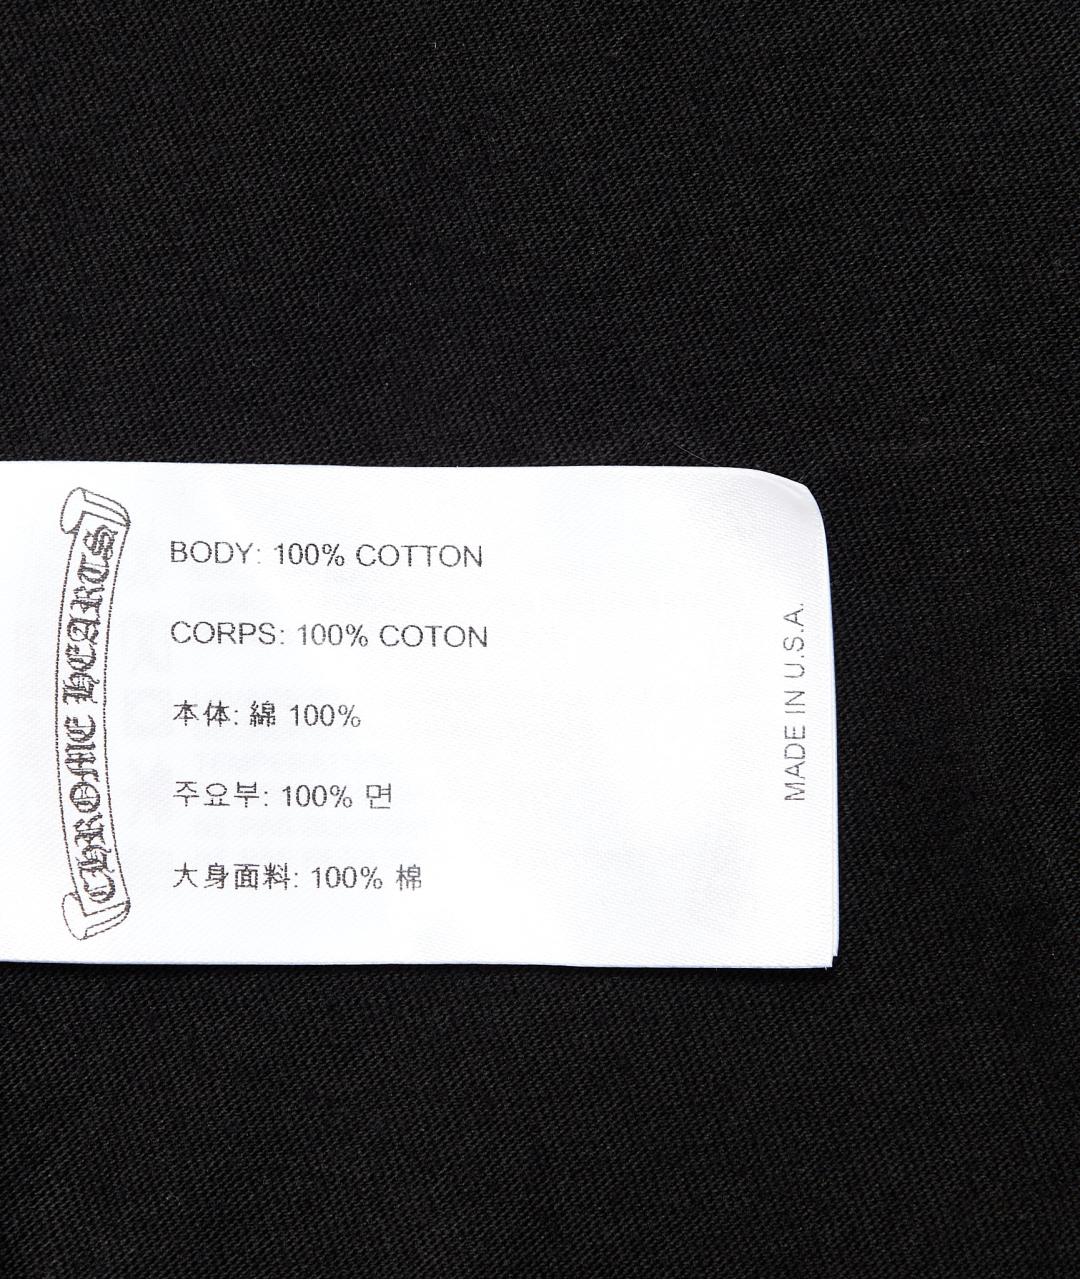 CHROME HEARTS
BODY: 100% COTTON
CORPS: 100% COTON
本体: 綿 100%
주요부: 100% 면
大身面料: 100% 棉
MADE IN U.S.A.